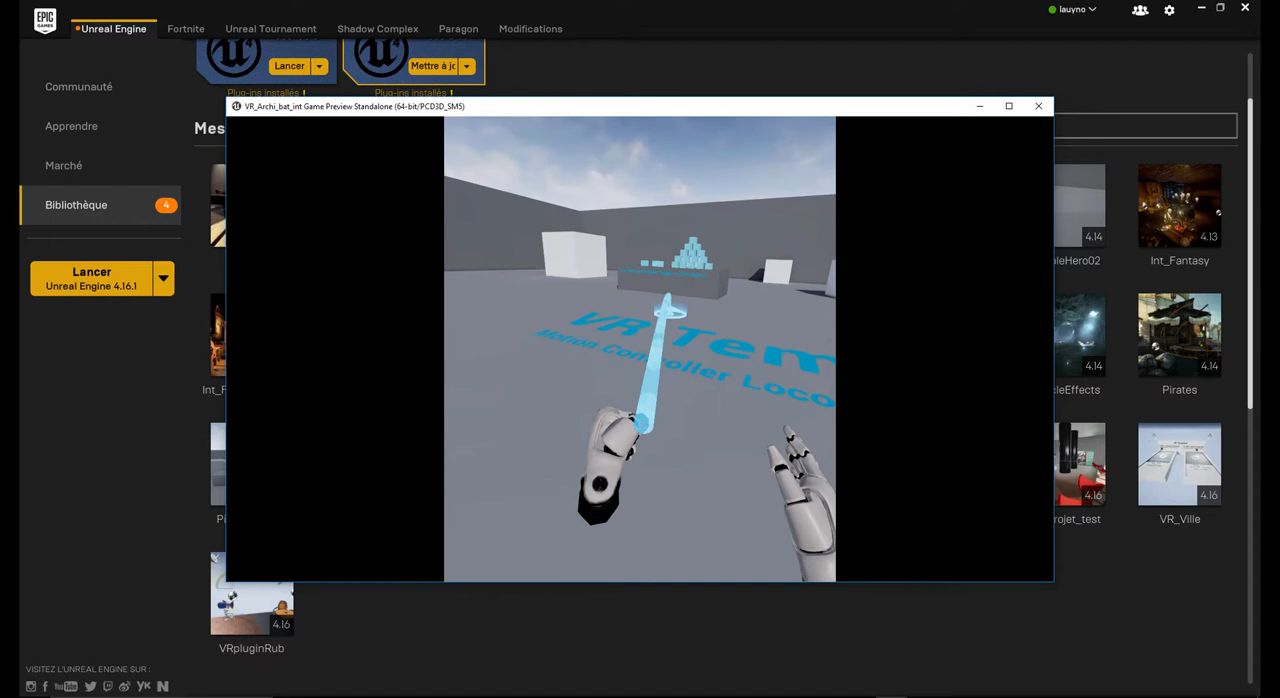 EPIC GAMES
Unreal Engine
Fortnite
Unreal Tournament
Shadow Complex
Paragon
Modifications
lauyno
Communauté
Apprendre
Marché
Bibliothèque
4
Lancer
Unreal Engine 4.16.1
Lancer
Mettre à jo
Plug-ins installés !
Plug-ins installés !
Mes
VR_Archi_bat_int Game Preview Standalone (64-bit/PCD3D_SM5)
VR Tem
Motion Controller Loco
4.14
4.13
aleHero02
Int_Fantasy
4.14
4.14
Int_F
cleEffects
Pirates
4.16
4.16
Pi
rojet_test
VR_Ville
4.16
VRpluginRub
VISITEZ L'UNREAL ENGINE SUR :